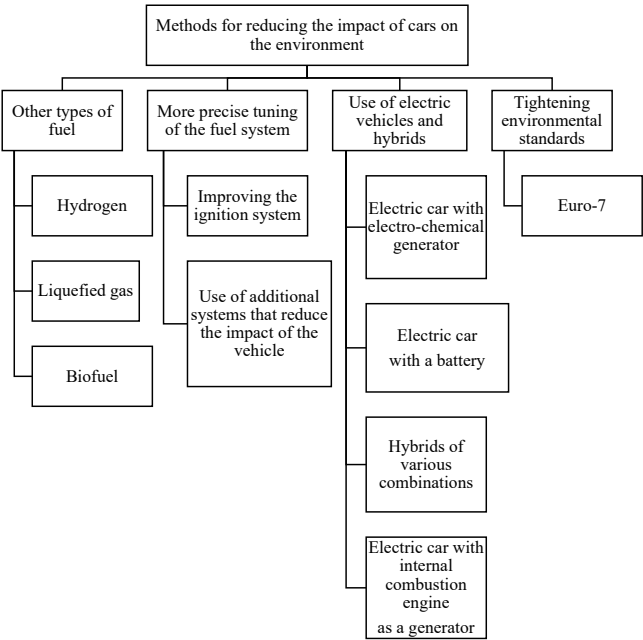 Methods for reducing the impact of cars on
the environment
Other types of
fuel
Hydrogen
Liquefied gas
Biofuel
More precise tuning
of the fuel system
Improving the
ignition system
Use of additional
systems that reduce
the impact of the
vehicle
Use of electric
vehicles and
hybrids
Electric car with
electro-chemical
generator
Electric car
with a battery
Hybrids of
various
combinations
Electric car with
internal
combustion
engine
as a generator
Tightening
environmental
standards
Euro-7